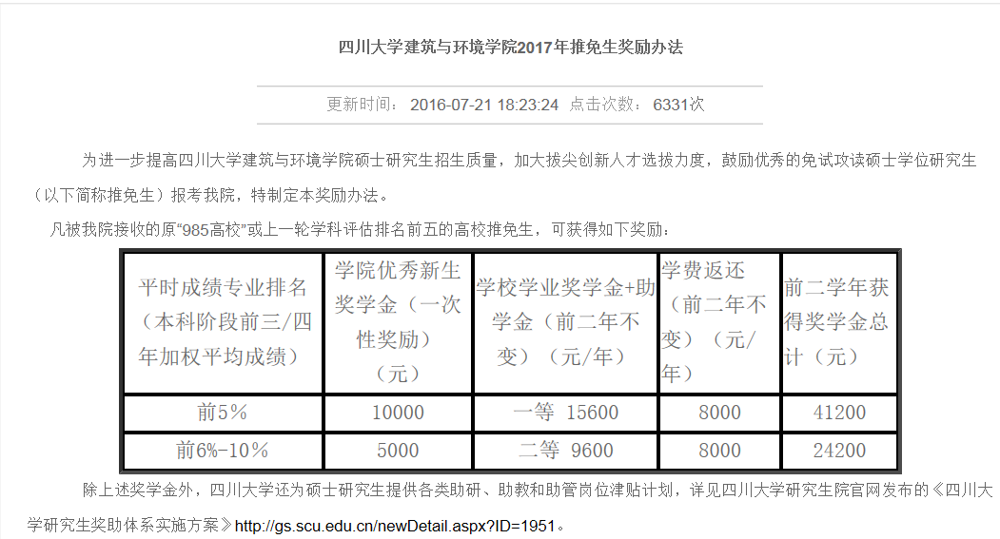 四川大学建筑与环境学院2017年推免生奖励办法
更新时间： 2016-07-21 18:23:24 点击次数： 6331次
为进一步提高四川大学建筑与环境学院硕士研究生招生质量，加大拔尖创新人才选拔力度，鼓励优秀的免试攻读硕士学位研究生
（以下简称推免生）报考我院，特制定本奖励办法。
凡被我院接收的原“985高校”或上一轮学科评估排名前五的高校推免生，可获得如下奖励：
平时成绩专业排名
（本科阶段前三/四
年加权平均成绩）
学院优秀新生
奖学金（一次
性奖励）
（元）
学校学业奖学金+助
学金（前二年不
变）（元/年）
学费返还
（前二年不
变）（元/
年）
前二学年获
得奖学金总
计（元）
前5% 10000 一等 15600 8000 41200
前6%-10% 5000 二等 9600 8000 24200
除上述奖学金外，四川大学还为硕士研究生提供各类助研、助教和助管岗位津贴计划，详见四川大学研究生院官网发布的《四川大
学研究生奖助体系实施方案》http://gs.scu.edu.cn/newDetail.aspx?ID=1951。